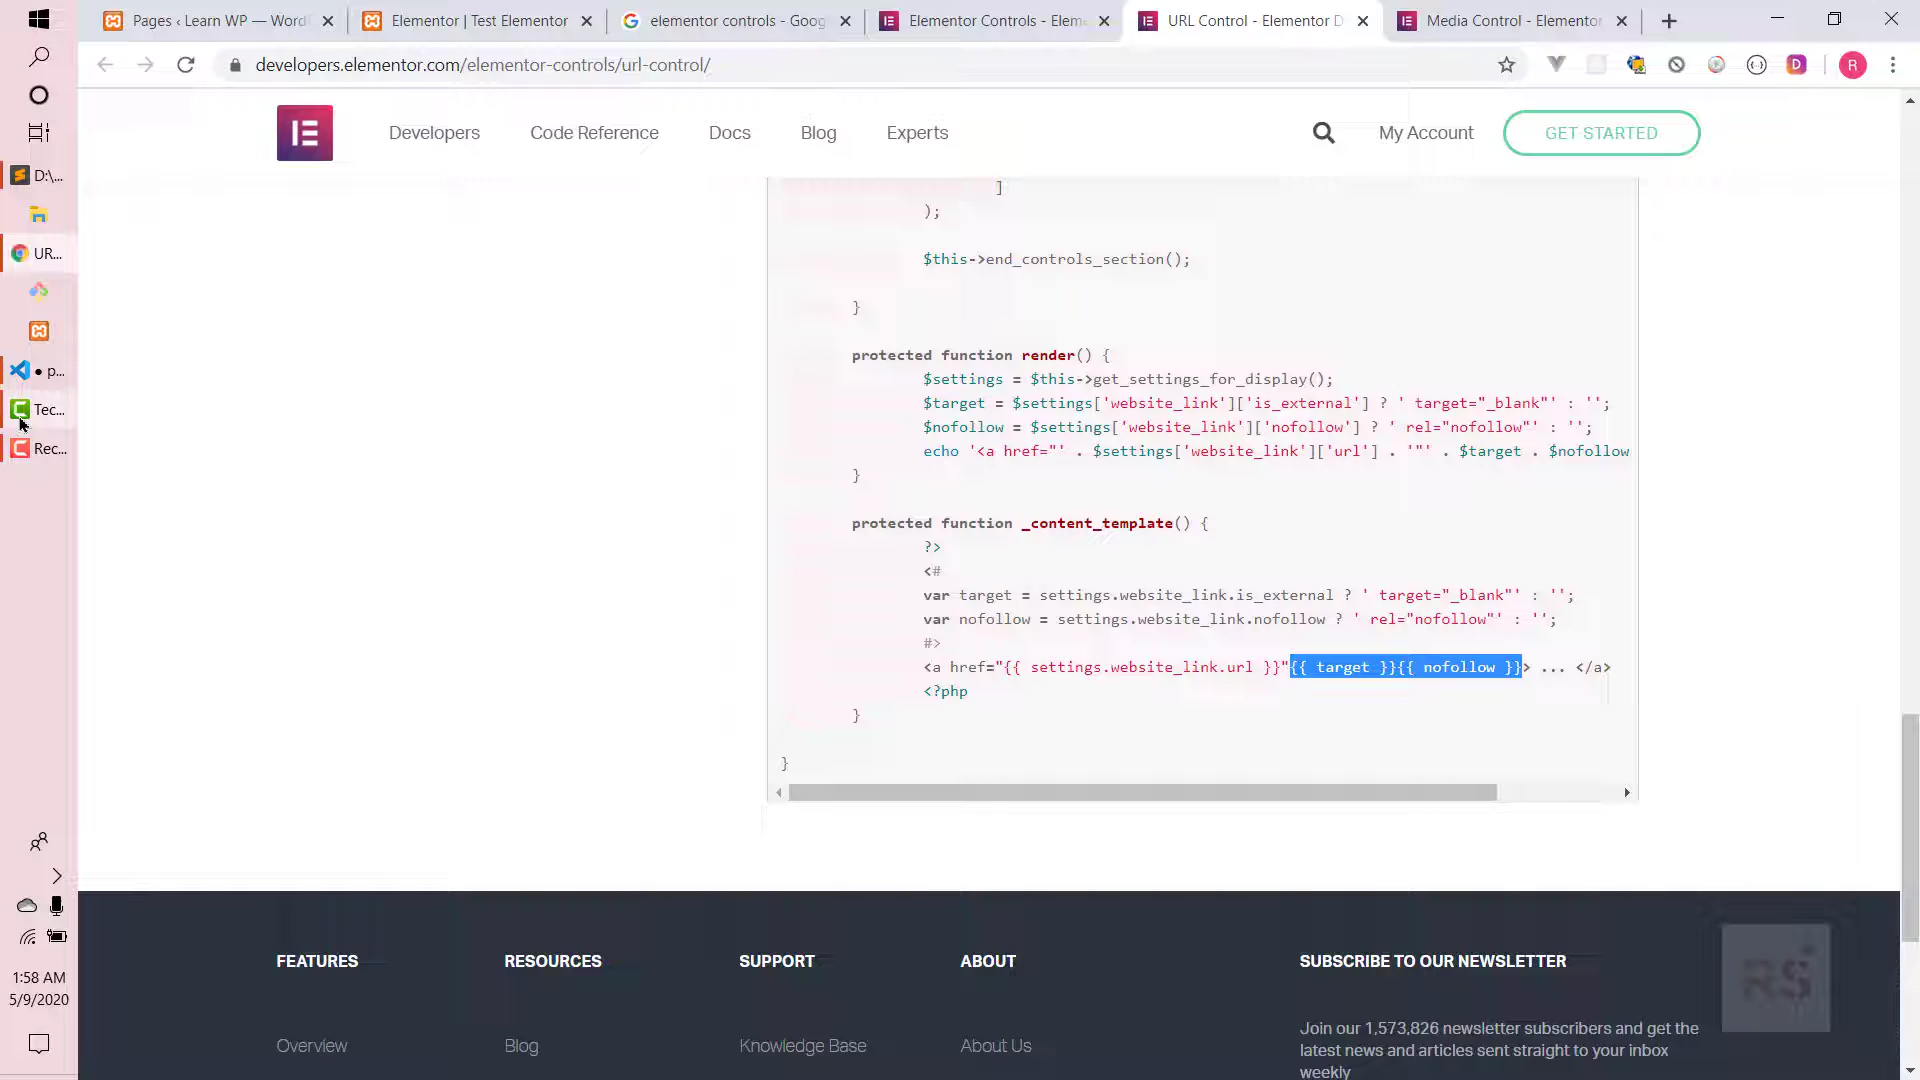 Pages ‹ Learn WP — Word
Elementor | Test Elementor
elementor controls - Goog
Elementor Controls - Elem
URL Control - Elementor D
Media Control - Elementor
developers.elementor.com/elementor-controls/url-control/
R
Developers
Code Reference
Docs
Blog
Experts
My Account
GET STARTED
D:\...
UR...
● p...
Tec...
Rec...
]
);
$this->end_controls_section();
}
protected function render() {
$settings = $this->get_settings_for_display();
$target = $settings['website_link']['is_external'] ? ' target="_blank"' : '';
$nofollow = $settings['website_link']['nofollow'] ? ' rel="nofollow"' : '';
echo '<a href="' . $settings['website_link']['url'] . '"' . $target . $nofollow
}
protected function _content_template() {
?>
<#
var target = settings.website_link.is_external ? ' target="_blank"' : '';
var nofollow = settings.website_link.nofollow ? ' rel="nofollow"' : '';
#>
<a href="{{ settings.website_link.url }}"{{ target }}{{ nofollow }}> ... </a>
<?php
}
}
1:58 AM
5/9/2020
FEATURES
RESOURCES
SUPPORT
ABOUT
SUBSCRIBE TO OUR NEWSLETTER
Overview
Blog
Knowledge Base
About Us
Join our 1,573,826 newsletter subscribers and get the
latest news and articles sent straight to your inbox
weekly
RS